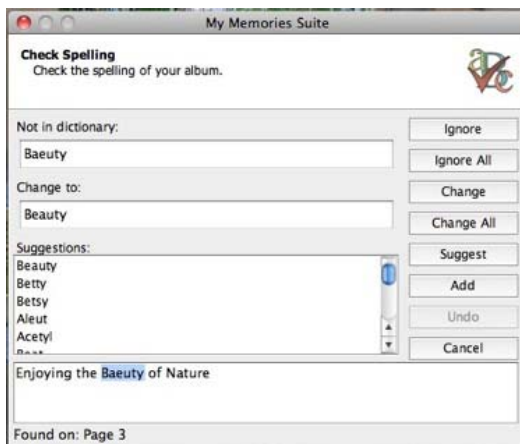 My Memories Suite
Check Spelling
Check the spelling of your album.
Not in dictionary:
Baeuty
Change to:
Beauty
Suggestions:
Beauty
Betty
Betsy
Aleut
Acetyl
Ignore
Ignore All
Change
Change All
Suggest
Add
Undo
Cancel
Enjoying the Baeuty of Nature
Found on: Page 3